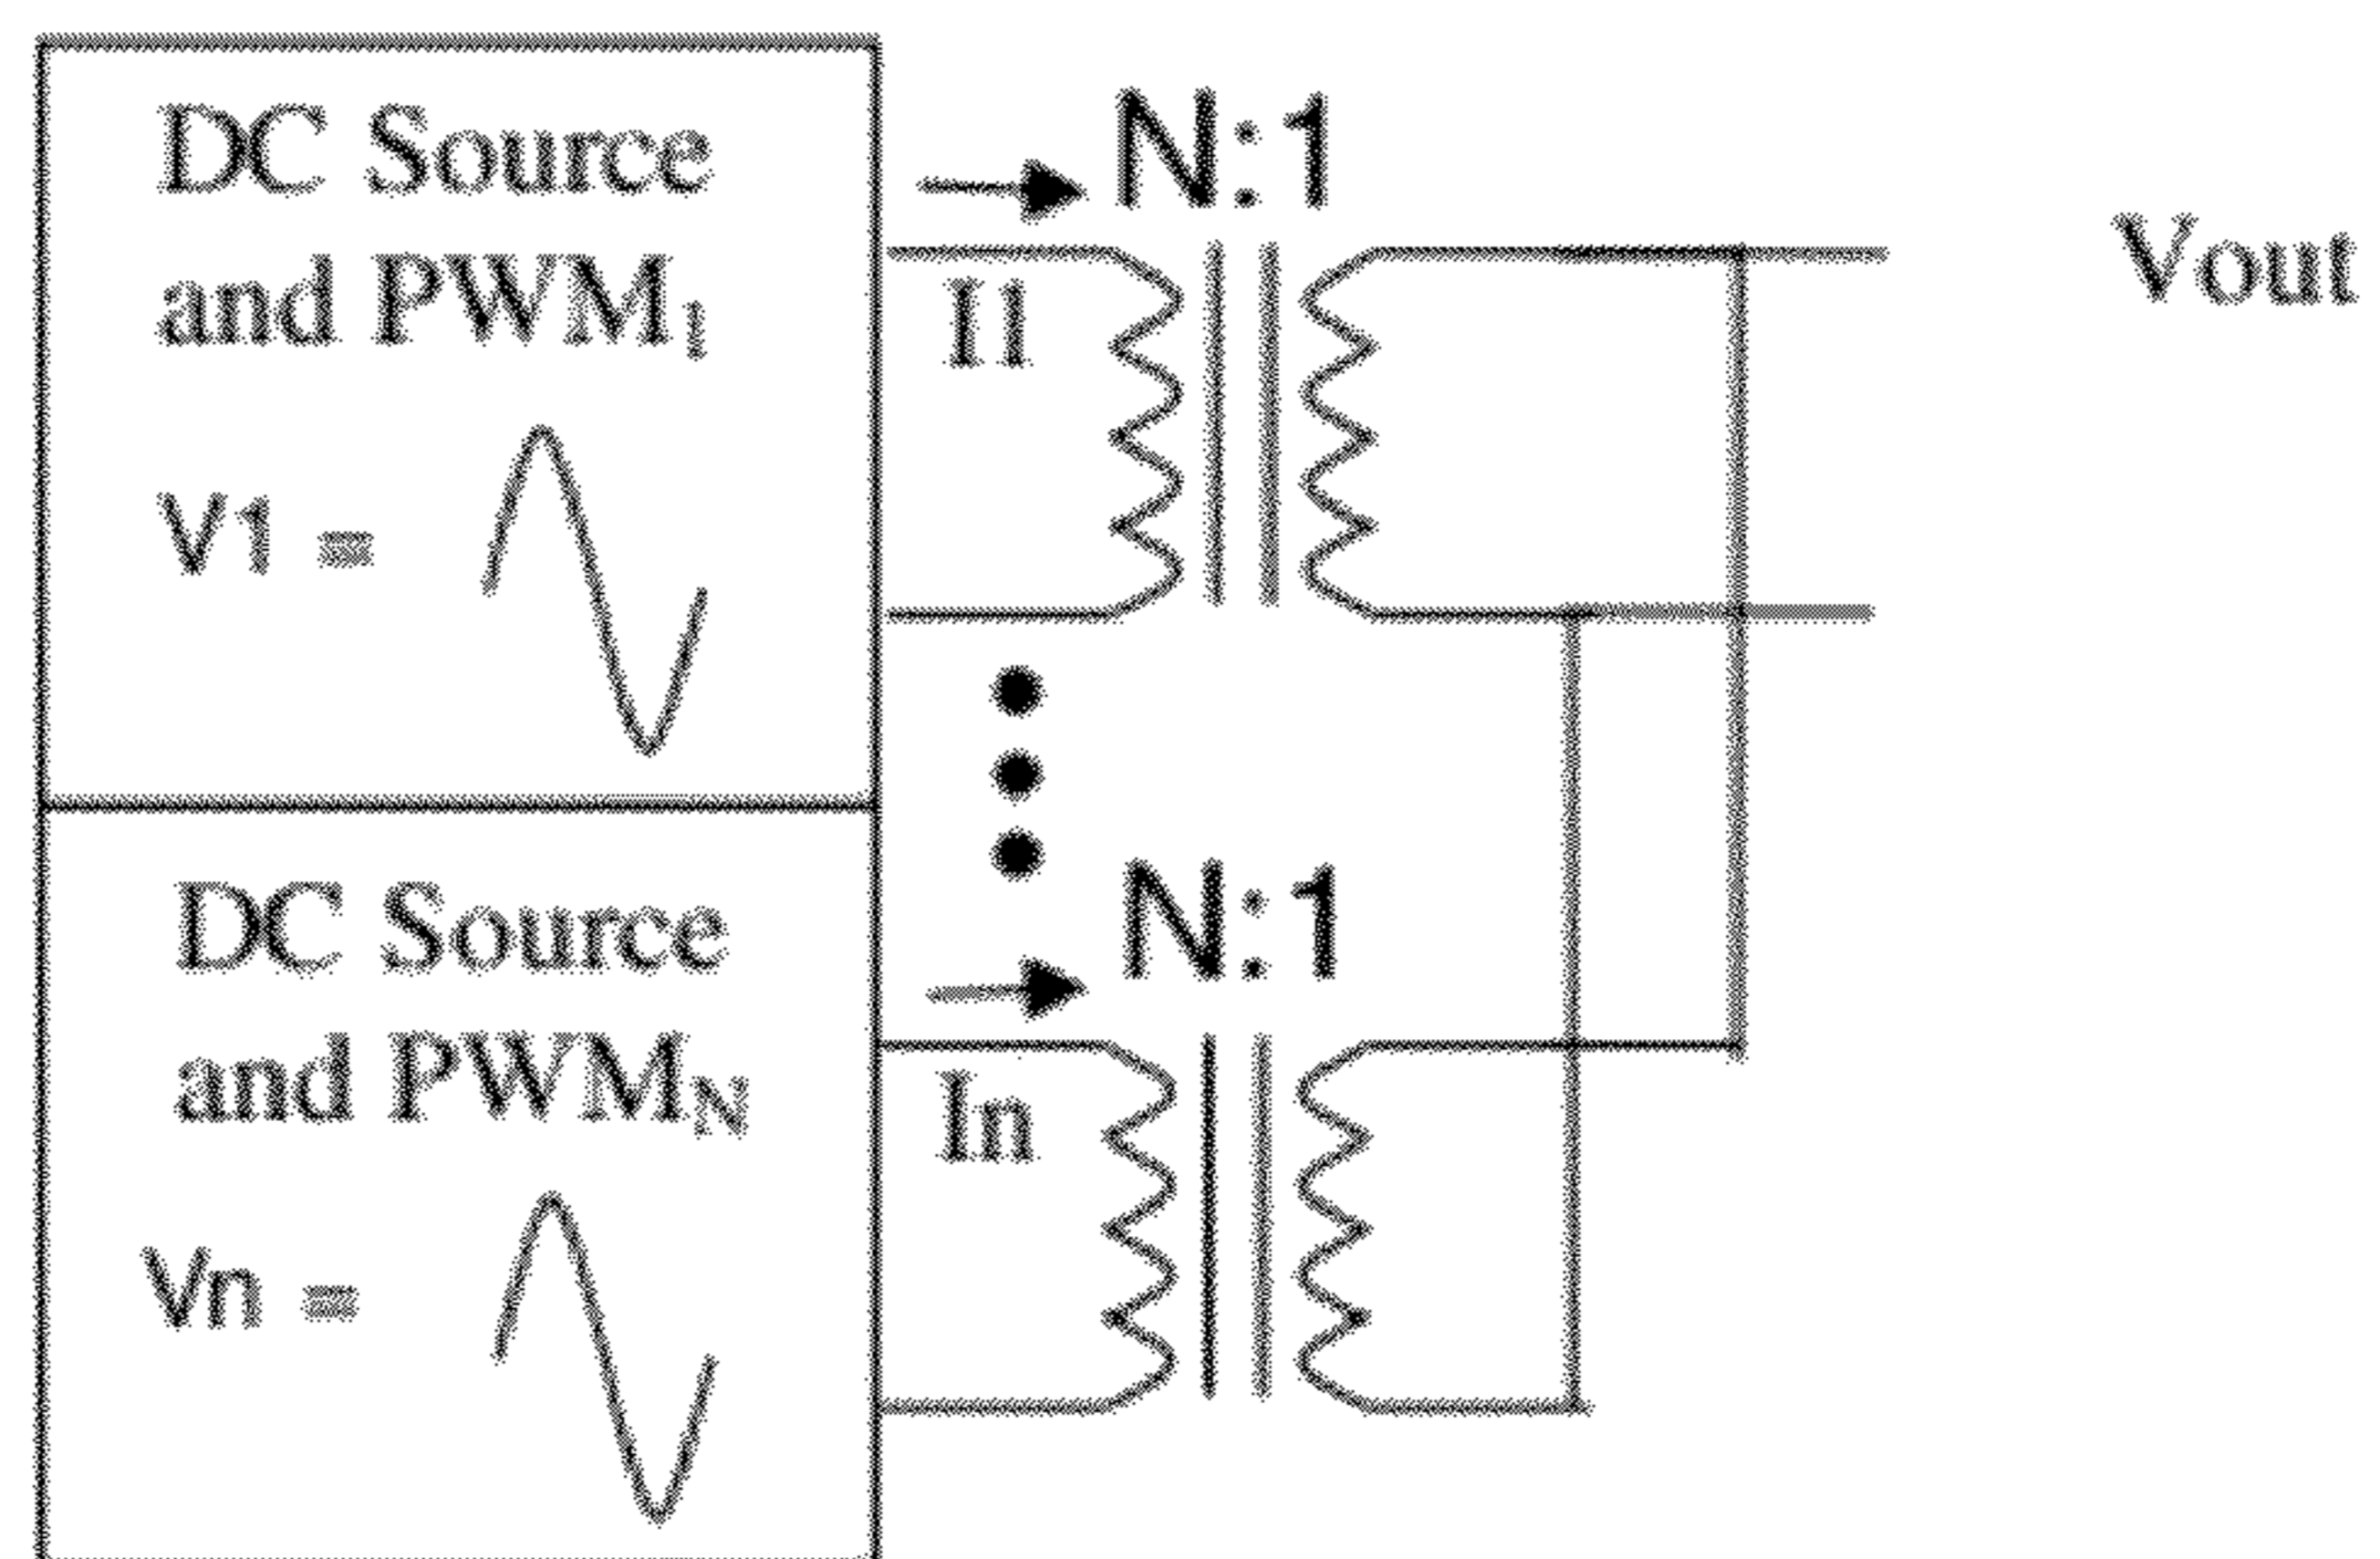 DC Source
and PWM1
V1 =
N:1
I1
Vout
DC Source
and PWMN
Vn =
N:1
In